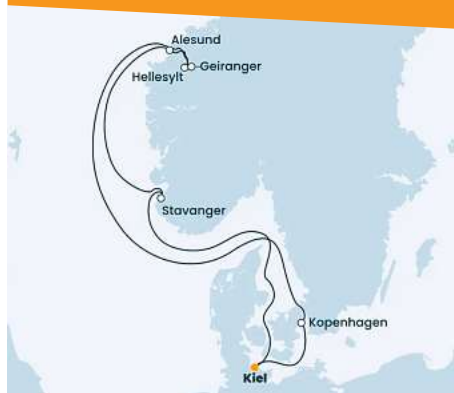 Alesund
Geiranger
Hellesylt
Stavanger
Kopenhagen
Kiel